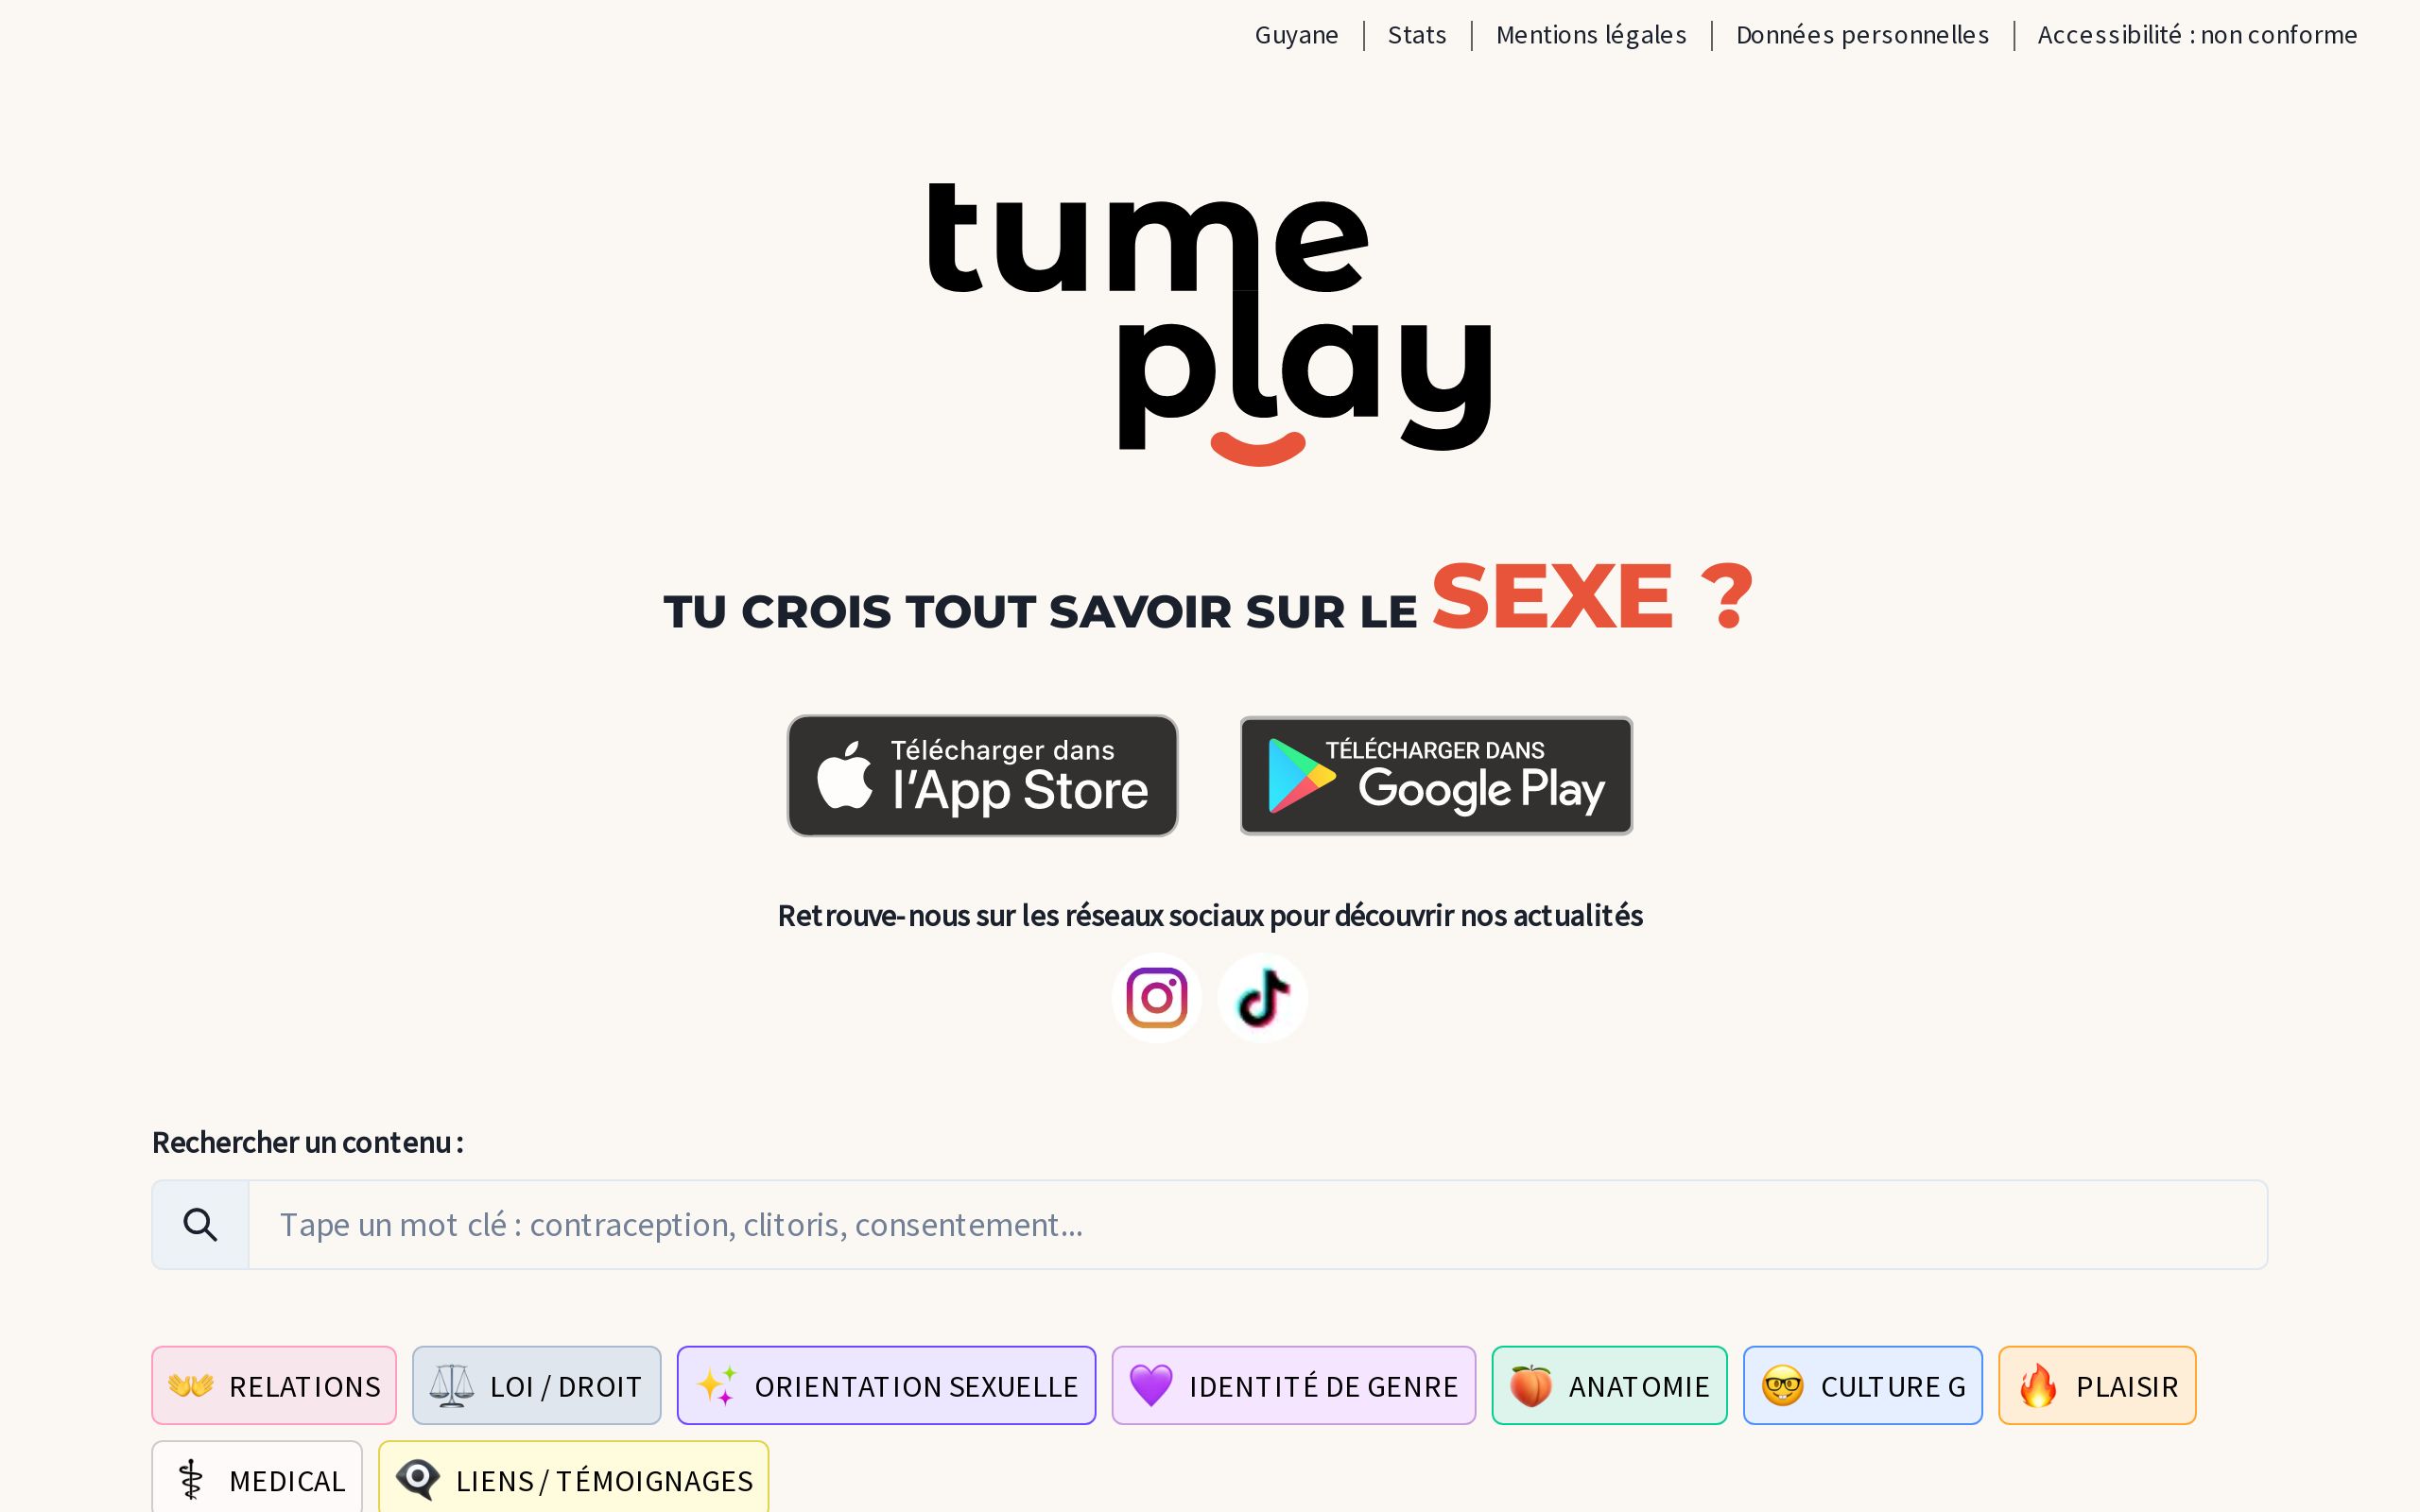 Guyane | Stats | Mentions légales | Données personnelles | Accessibilité : non conforme
tume
play
TU CROIS TOUT SAVOIR SUR LE SEXE ?
Télécharger dans
l'App Store
TÉLÉCHARGER DANS
Google Play
Retrouve-nous sur les réseaux sociaux pour découvrir nos actualités
Rechercher un contenu :
Tape un mot clé : contraception, clitoris, consentement...
RELATIONS LOI / DROIT ORIENTATION SEXUELLE IDENTITÉ DE GENRE ANATOMIE CULTURE G PLAISIR
MEDICAL LIENS / TÉMOIGNAGES